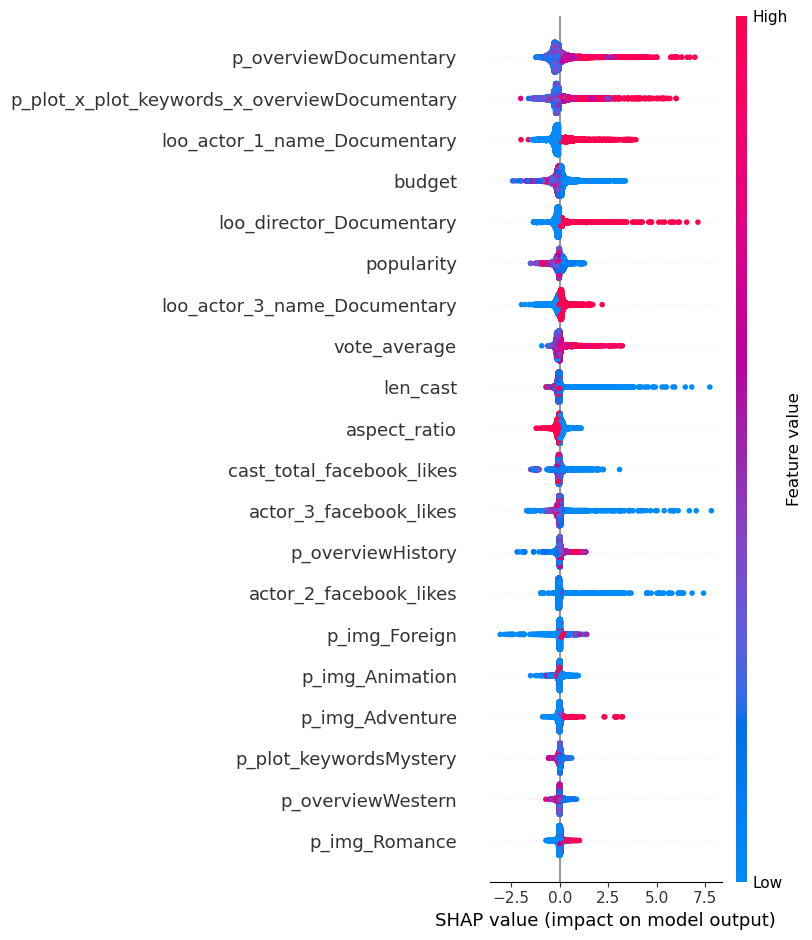 High
p_overviewDocumentary
p_plot_x_plot_keywords_x_overviewDocumentary
loo_actor_1_name_Documentary
budget
loo_director_Documentary
popularity
loo_actor_3_name_Documentary
vote_average
len_cast
aspect_ratio
cast_total_facebook_likes
actor_3_facebook_likes
p_overviewHistory
actor_2_facebook_likes
p_img_Foreign
p_img_Animation
p_img_Adventure
p_plot_keywordsMystery
p_overviewWestern
p_img_Romance
Feature value
Low
−2.5 0.0 2.5 5.0 7.5
SHAP value (impact on model output)